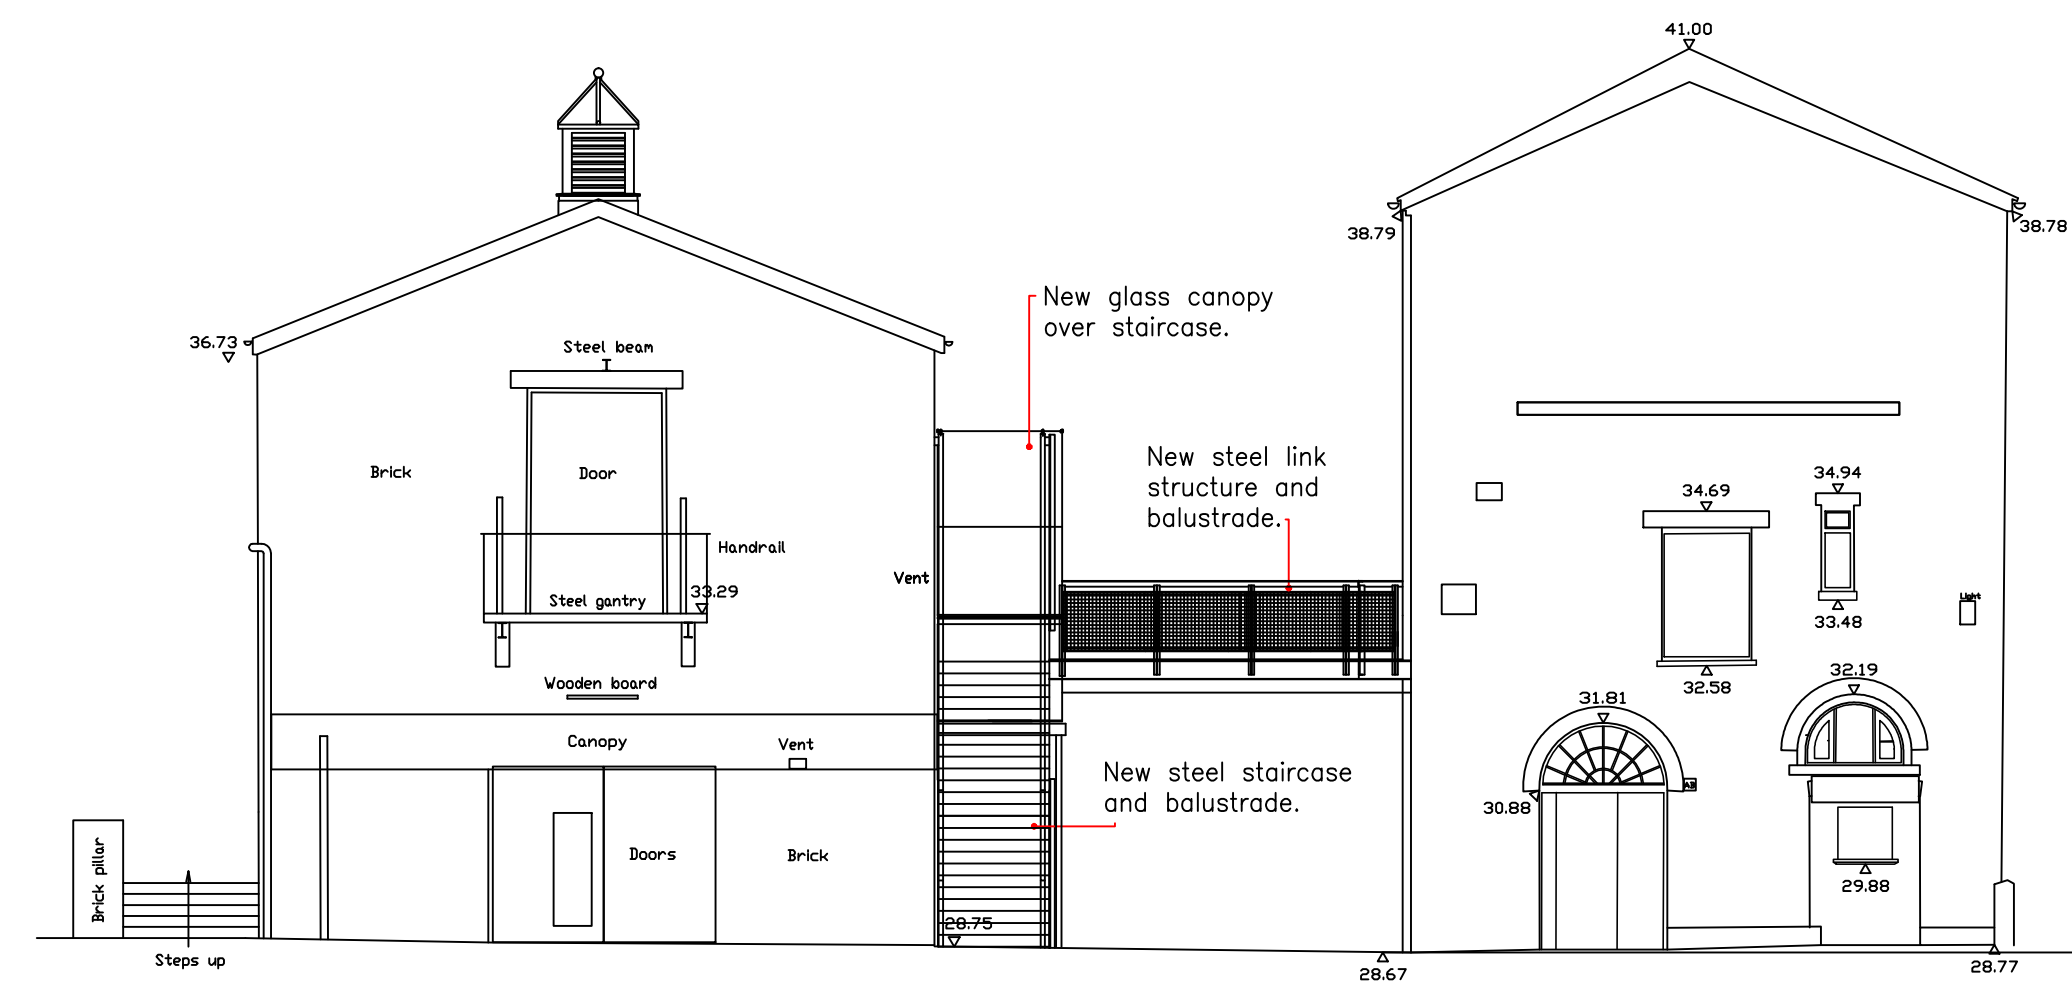 41.00
38.79
38.78
New glass canopy
over staircase.
36.73
Steel beam
New steel link
structure and
balustrade.
Brick
Door
34.94
34.69
Handrail
Vent
33.29
Steel gantry
Light
33.48
Wooden board
32.58
32.19
31.81
Canopy
Vent
New steel staircase
and balustrade.
30.88
Brick pillar
Doors
Brick
29.88
28.75
Steps up
28.67
28.77